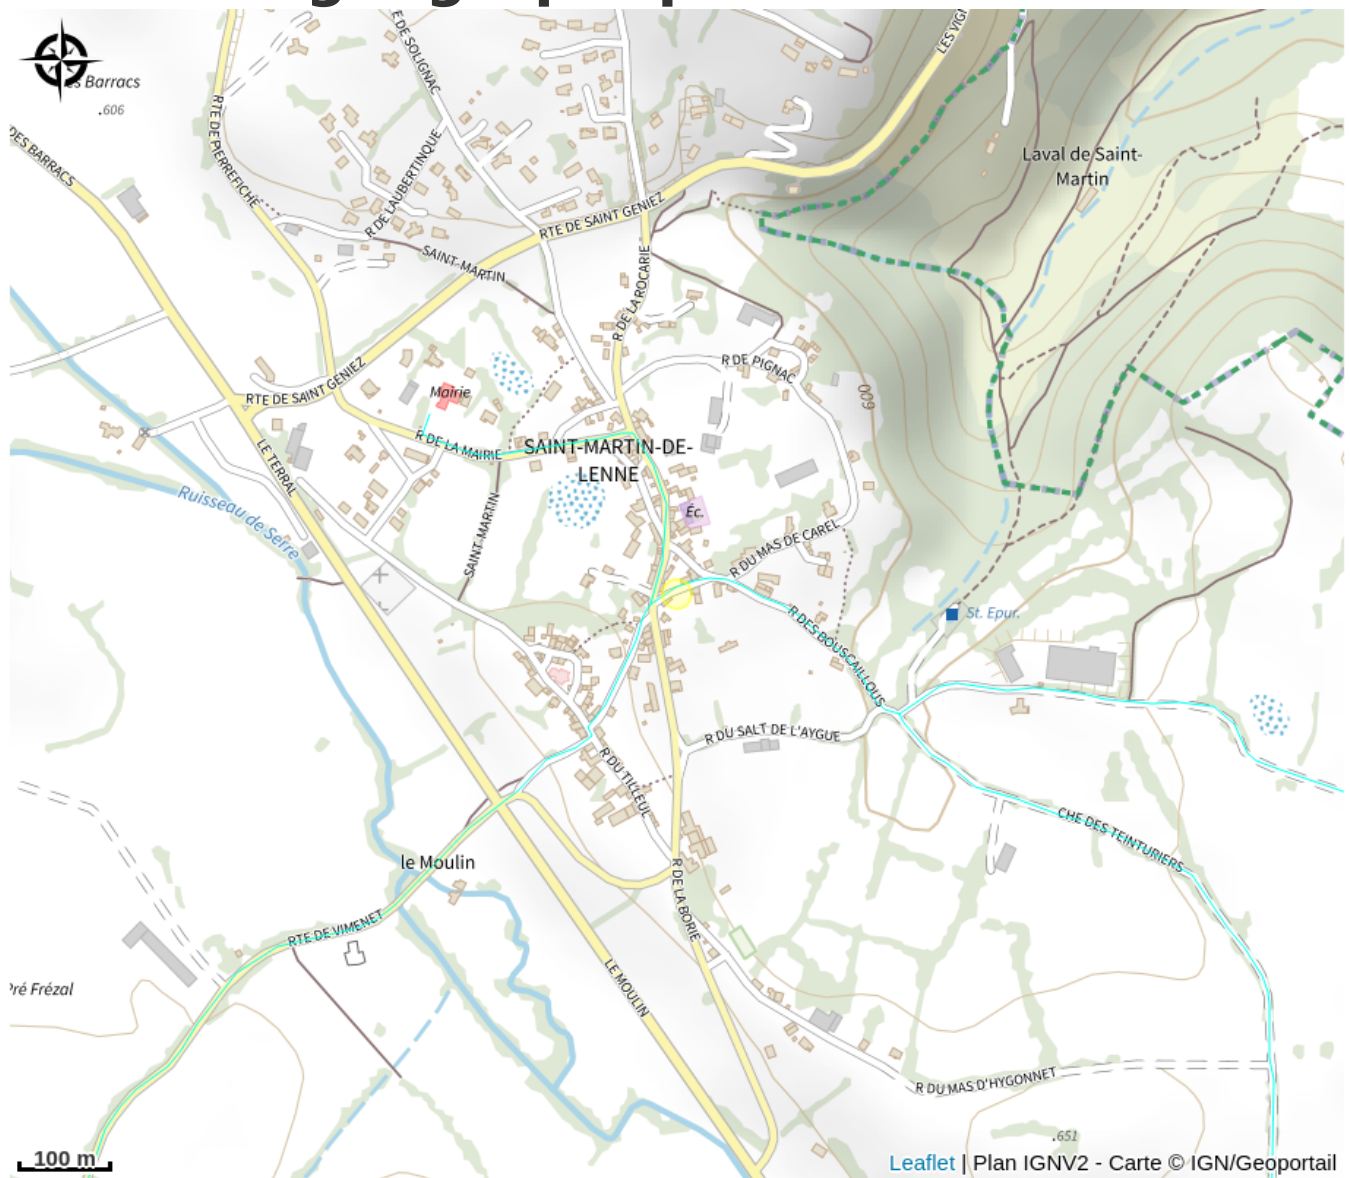 E DE SOLIGNAC
LES VIGN
Barracs
.606
RTE DE PIERREFICHE
DES BARRACS
R DE LAUBERTINQUE
Laval de Saint-
Martin
RTE DE SAINT GENIEZ
SAINT-MARTIN
R DE LA ROCARIE
R DE PIGNAC
RTE DE SAINT GENIEZ
Mairie
600
R DE LA MAIRIE
SAINT-MARTIN-DE-
LENNE
LE TERRAL
Ruisseau de Serre
Éc.
SAINT-MARTIN
R DU MAS DE CAREL
R DES BOUSCAILLOUS
St. Epur.
R DU SALT DE L'AYGUE
R DU TILLEUL
CHE DES TEINTURIERS
le Moulin
R DE LA BORIE
RTE DE VIMENET
LE MOULIN
Pré Frézal
R DU MAS D'HYGONNET
.651
100 m
Leaflet | Plan IGNV2 - Carte © IGN/Geoportail